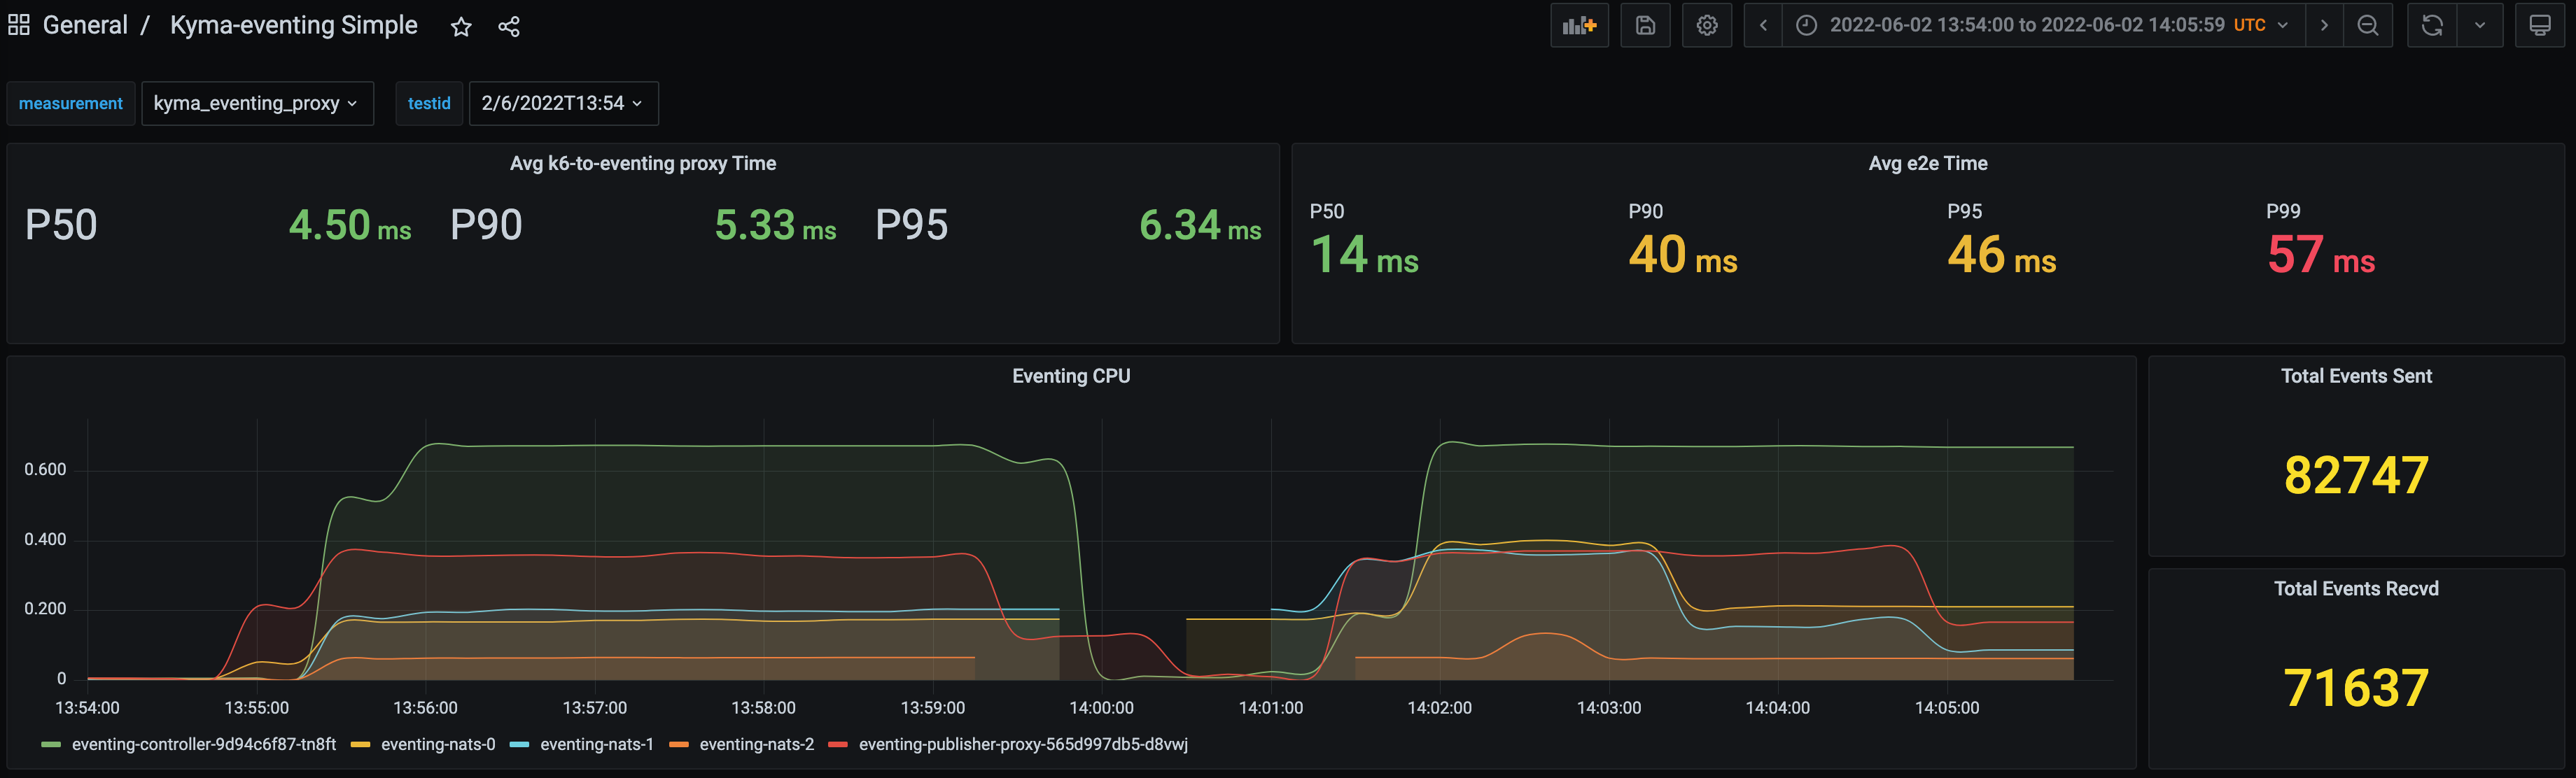 General / Kyma-eventing Simple
2022-06-02 13:54:00 to 2022-06-02 14:05:59 UTC
measurement kyma_eventing_proxy testid 2/6/2022T13:54
Avg k6-to-eventing proxy Time
P50 4.50 ms P90 5.33 ms P95 6.34 ms
Avg e2e Time
P50 P90 P95 P99
14 ms 40 ms 46 ms 57 ms
Eventing CPU
0.600
0.400
0.200
0
13:54:00 13:55:00 13:56:00 13:57:00 13:58:00 13:59:00 14:00:00 14:01:00 14:02:00 14:03:00 14:04:00 14:05:00
eventing-controller-9d94c6f87-tn8ft eventing-nats-0 eventing-nats-1 eventing-nats-2 eventing-publisher-proxy-565d997db5-d8vwj
Total Events Sent
82747
Total Events Recvd
71637